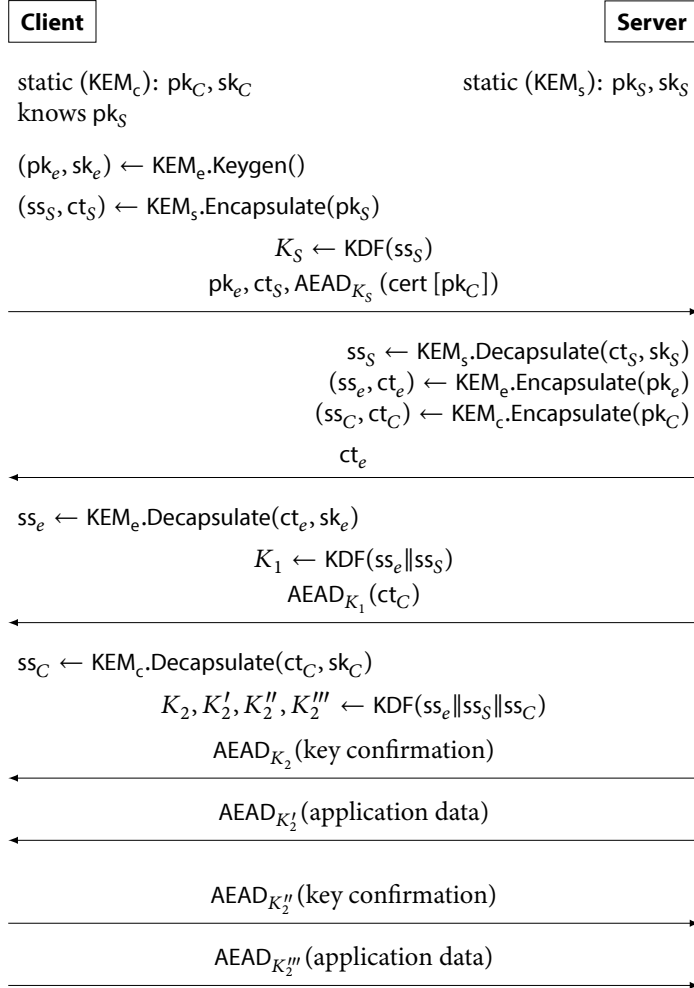 Client Server
static (KEM_c): pk_C, sk_C static (KEM_s): pk_S, sk_S
knows pk_S
(pk_e, sk_e) ← KEM_e.Keygen()
(ss_S, ct_S) ← KEM_s.Encapsulate(pk_S)
K_S ← KDF(ss_S)
pk_e, ct_S, AEAD_{K_S} (cert [pk_C])
ss_S ← KEM_s.Decapsulate(ct_S, sk_S)
(ss_e, ct_e) ← KEM_e.Encapsulate(pk_e)
(ss_C, ct_C) ← KEM_c.Encapsulate(pk_C)
ct_e
ss_e ← KEM_e.Decapsulate(ct_e, sk_e)
K_1 ← KDF(ss_e‖ss_S)
AEAD_{K_1}(ct_C)
ss_C ← KEM_c.Decapsulate(ct_C, sk_C)
K_2, K_2′, K_2″, K_2‴ ← KDF(ss_e‖ss_S‖ss_C)
AEAD_{K_2}(key confirmation)
AEAD_{K_2′}(application data)
AEAD_{K_2″}(key confirmation)
AEAD_{K_2‴}(application data)